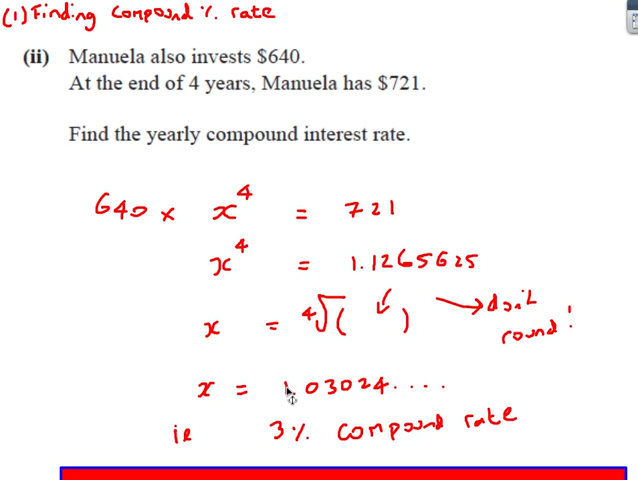 (1) Finding compound % rate
(ii) Manuela also invests $640.
At the end of 4 years, Manuela has $721.
Find the yearly compound interest rate.
640 × x⁴ = 721
x⁴ = 1.1265625
x = ⁴√( ↓ ) → don't round!
x = 1.03024....
ie 3% compound rate